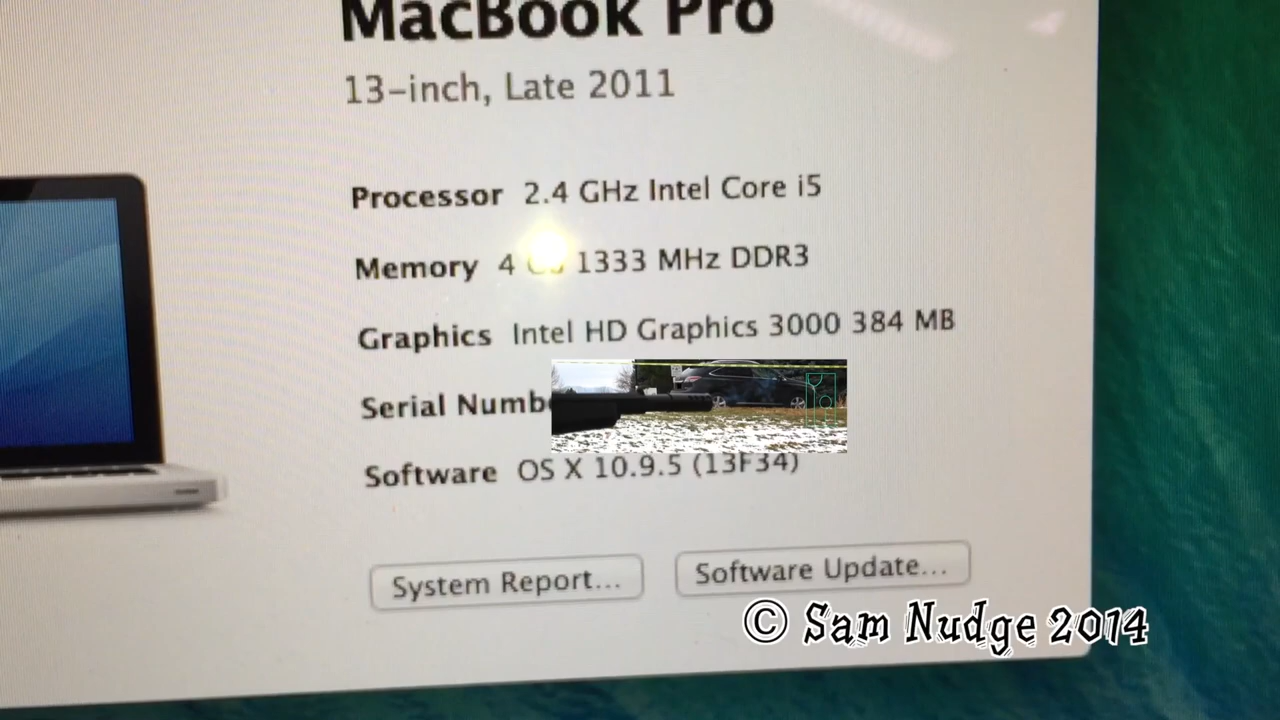 MacBook Pro
13-inch, Late 2011
Processor 2.4 GHz Intel Core i5
Memory 4 1333 MHz DDR3
Graphics Intel HD Graphics 3000 384 MB
Serial
Software OS X 10.9.5 (13F34)
System Report...
Software Update...
© Sam Nudge 2014